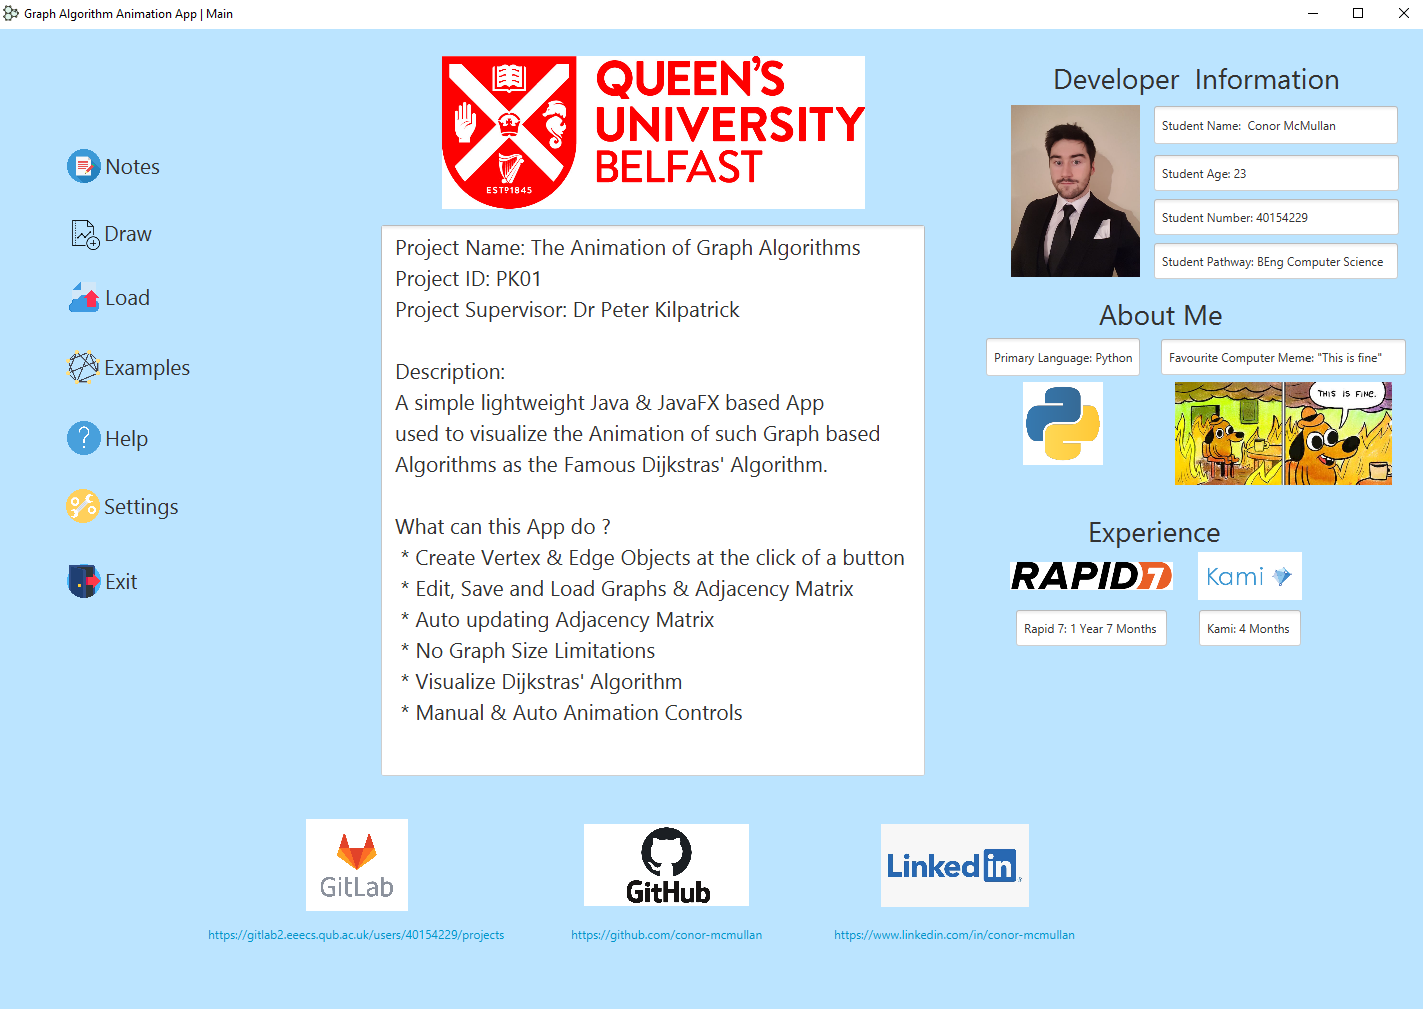 Graph Algorithm Animation App | Main
Notes
Draw
Load
Examples
Help
Settings
Exit
QUEEN'S
UNIVERSITY
BELFAST
ESTD1845
Project Name: The Animation of Graph Algorithms
Project ID: PK01
Project Supervisor: Dr Peter Kilpatrick
Description:
A simple lightweight Java & JavaFX based App
used to visualize the Animation of such Graph based
Algorithms as the Famous Dijkstras' Algorithm.
What can this App do ?
* Create Vertex & Edge Objects at the click of a button
* Edit, Save and Load Graphs & Adjacency Matrix
* Auto updating Adjacency Matrix
* No Graph Size Limitations
* Visualize Dijkstras' Algorithm
* Manual & Auto Animation Controls
Developer  Information
Student Name:  Conor McMullan
Student Age: 23
Student Number: 40154229
Student Pathway: BEng Computer Science
About Me
Primary Language: Python
Favourite Computer Meme: "This is fine"
THIS IS FINE.
Experience
RAPID7
Kami
Rapid 7: 1 Year 7 Months
Kami: 4 Months
GitLab
GitHub
Linkedin
https://gitlab2.eeecs.qub.ac.uk/users/40154229/projects
https://github.com/conor-mcmullan
https://www.linkedin.com/in/conor-mcmullan